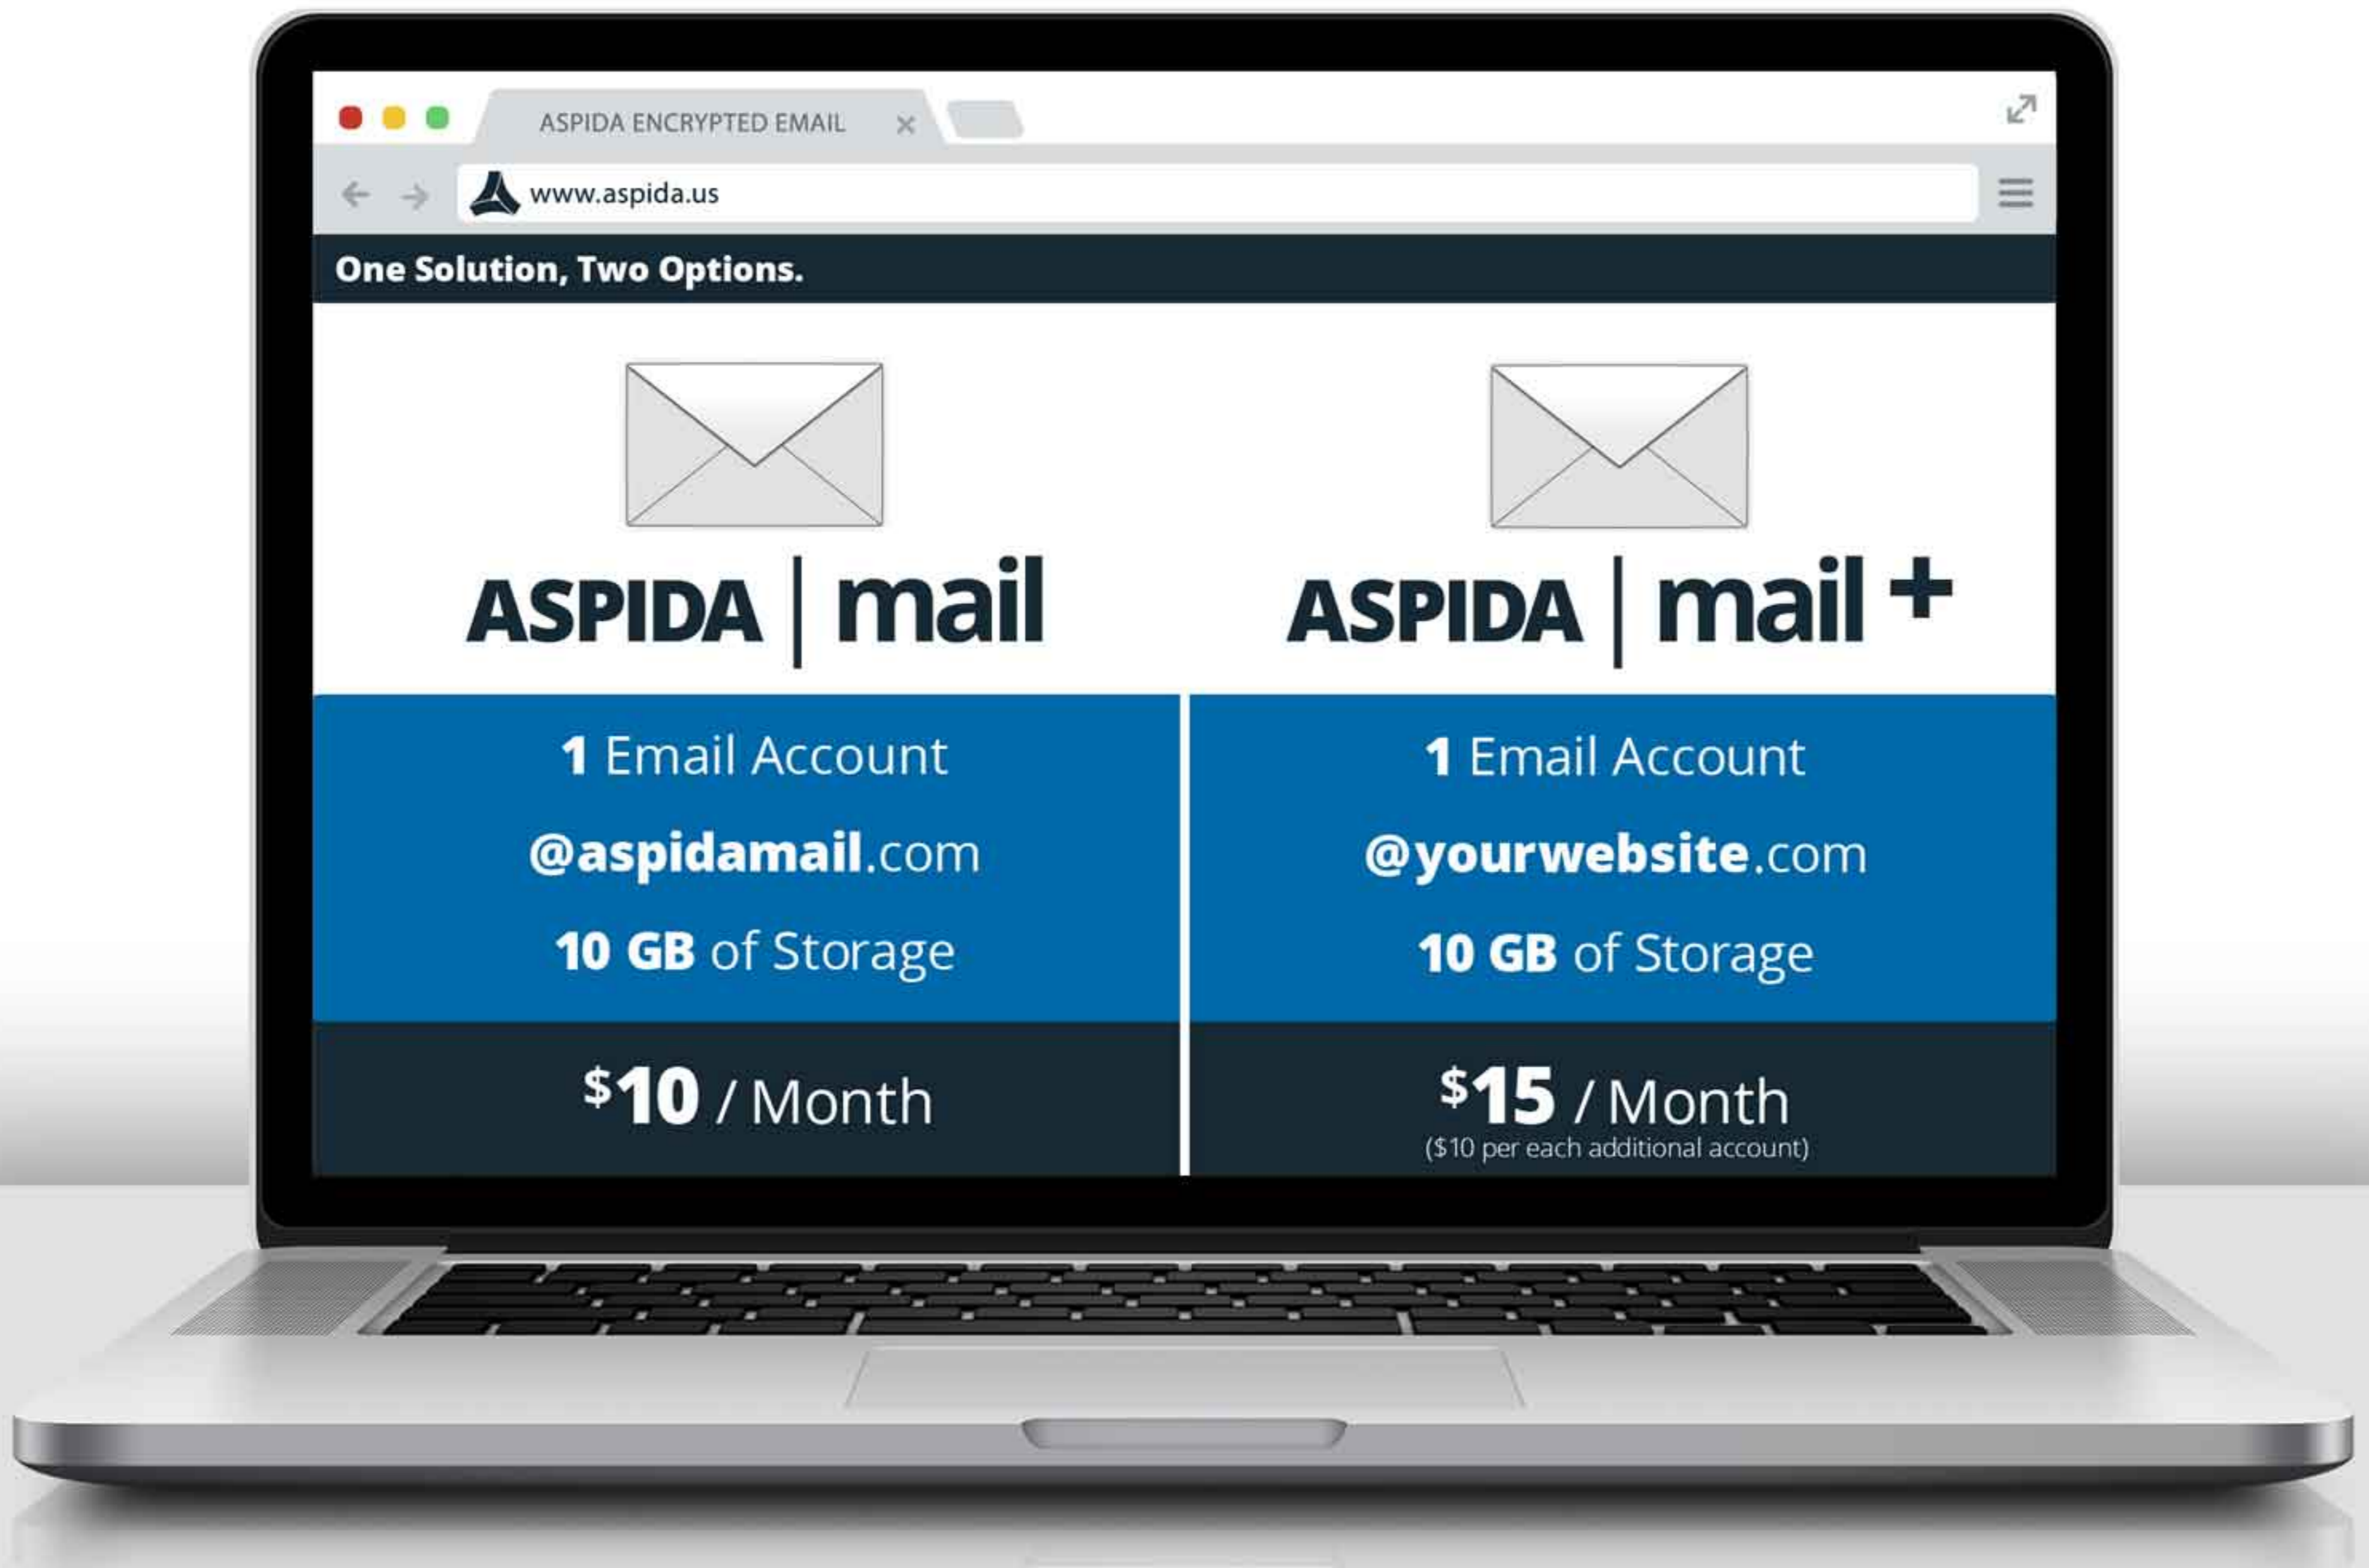 ASPIDA ENCRYPTED EMAIL
www.aspida.us
One Solution, Two Options.
ASPIDA | mail
1 Email Account
@aspidamail.com
10 GB of Storage
$10 / Month
ASPIDA | mail +
1 Email Account
@yourwebsite.com
10 GB of Storage
$15 / Month
($10 per each additional account)